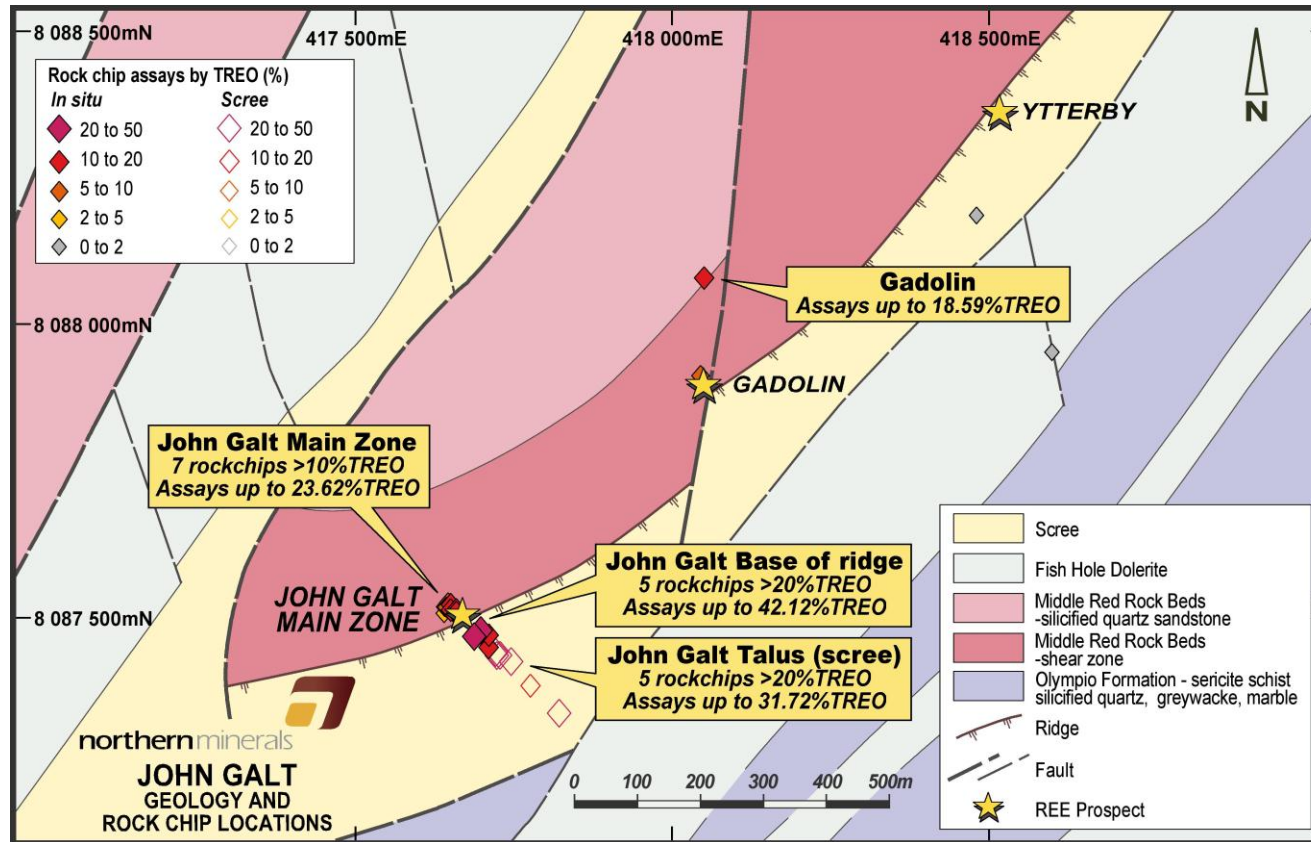 8 088 500mN
417 500mE
418 000mE
418 500mE
Rock chip assays by TREO (%)
In situ
Scree
20 to 50
20 to 50
10 to 20
10 to 20
5 to 10
5 to 10
2 to 5
2 to 5
0 to 2
0 to 2
N
YTTERBY
Gadolin
Assays up to 18.59%TREO
8 088 000mN
GADOLIN
John Galt Main Zone
7 rockchips >10%TREO
Assays up to 23.62%TREO
John Galt Base of ridge
5 rockchips >20%TREO
Assays up to 42.12%TREO
JOHN GALT
MAIN ZONE
8 087 500mN
John Galt Talus (scree)
5 rockchips >20%TREO
Assays up to 31.72%TREO
northernminerals
JOHN GALT
GEOLOGY AND
ROCK CHIP LOCATIONS
0 100 200 300 400 500m
Scree
Fish Hole Dolerite
Middle Red Rock Beds
-silicified quartz sandstone
Middle Red Rock Beds
-shear zone
Olympio Formation - sericite schist
silicified quartz, greywacke, marble
Ridge
Fault
REE Prospect